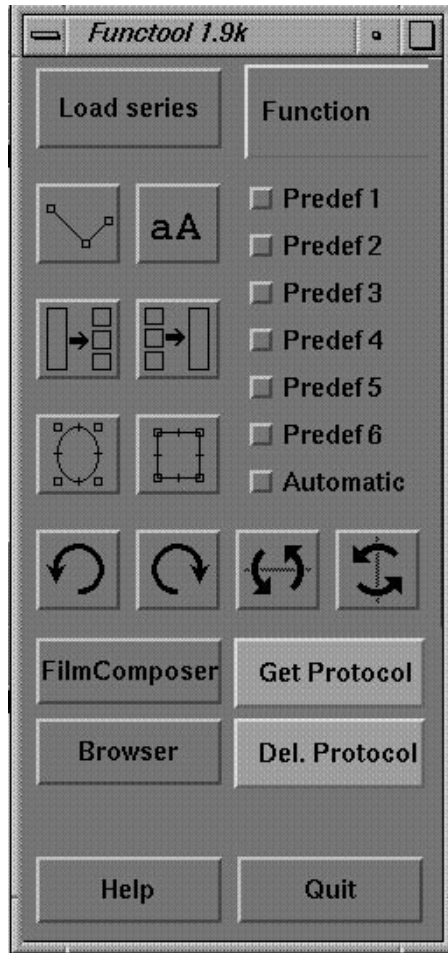 Functool 1.9k
Load series
Function
aA
Predef 1
Predef 2
Predef 3
Predef 4
Predef 5
Predef 6
Automatic
FilmComposer
Get Protocol
Browser
Del. Protocol
Help
Quit